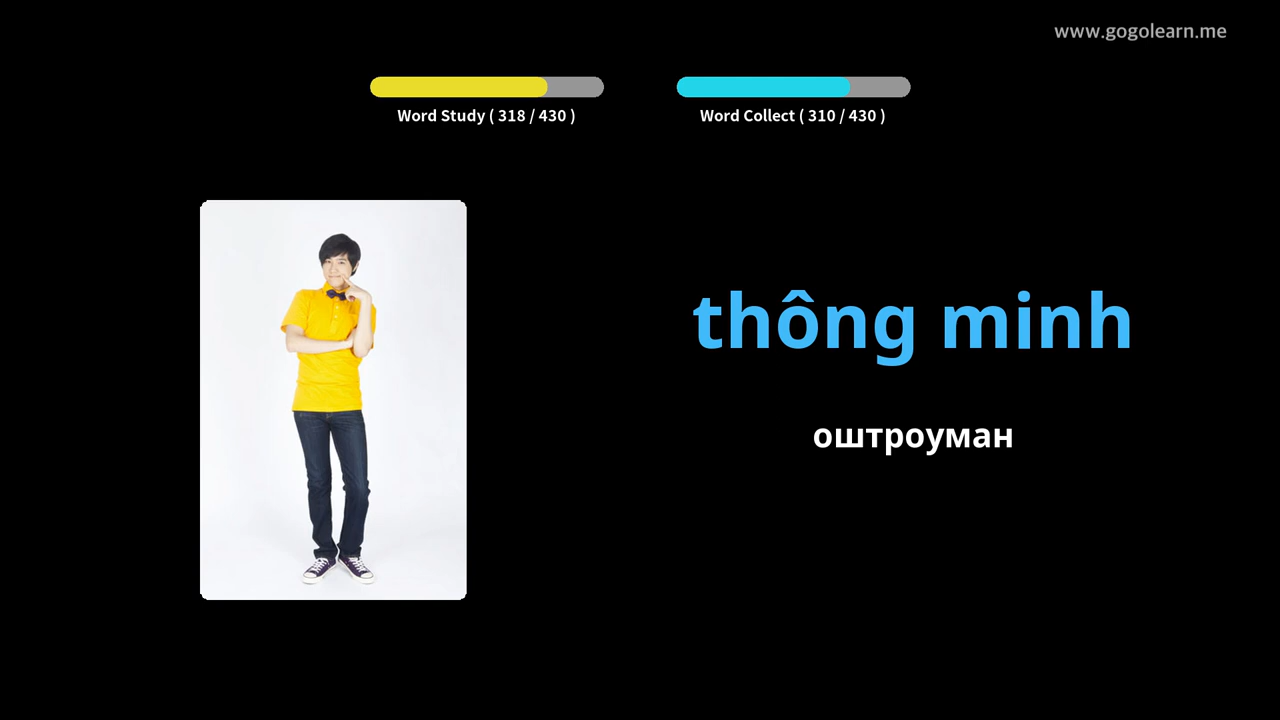 www.gogolearn.me
Word Study ( 318 / 430 )
Word Collect ( 310 / 430 )
thông minh
оштроуман